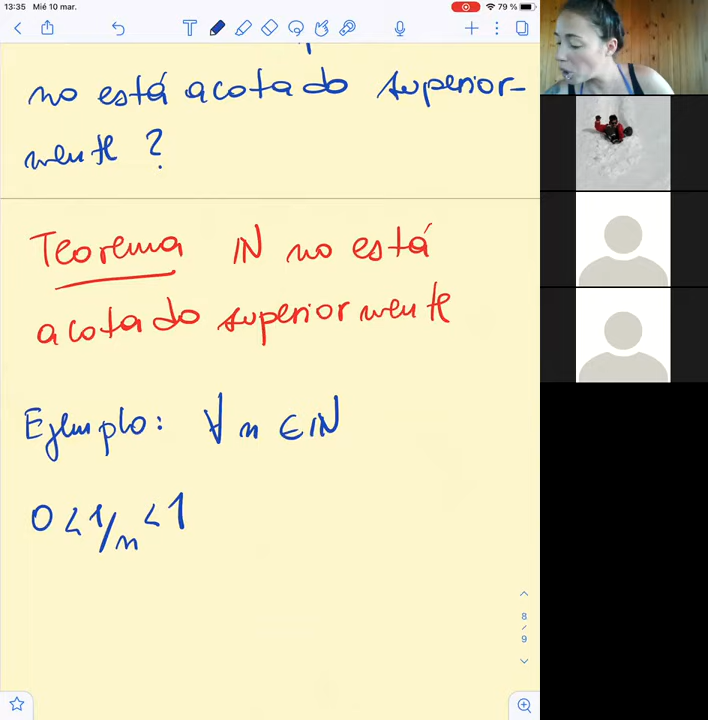 13:35 Mié 10 mar.
79 %
no está acotado superior-
mente ?
Teorema ℕ no está
acotado superiormente
Ejemplo: ∀ n ∈ ℕ
0 < 1/n < 1
8
9